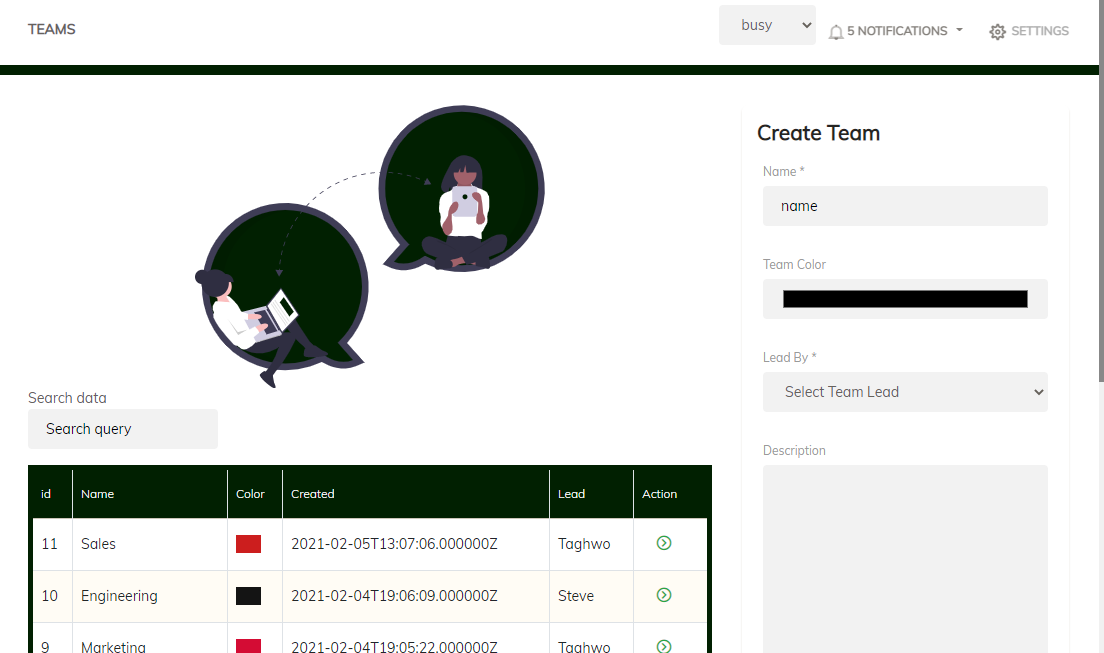 TEAMS
busy
5 NOTIFICATIONS
SETTINGS
Create Team
Name *
name
Team Color
Lead By *
Select Team Lead
Description
Search data
Search query
id Name Color Created Lead Action
11 Sales 2021-02-05T13:07:06.000000Z Taghwo
10 Engineering 2021-02-04T19:06:09.000000Z Steve
9 Marketing 2021-02-04T19:05:22.000000Z Taghwo